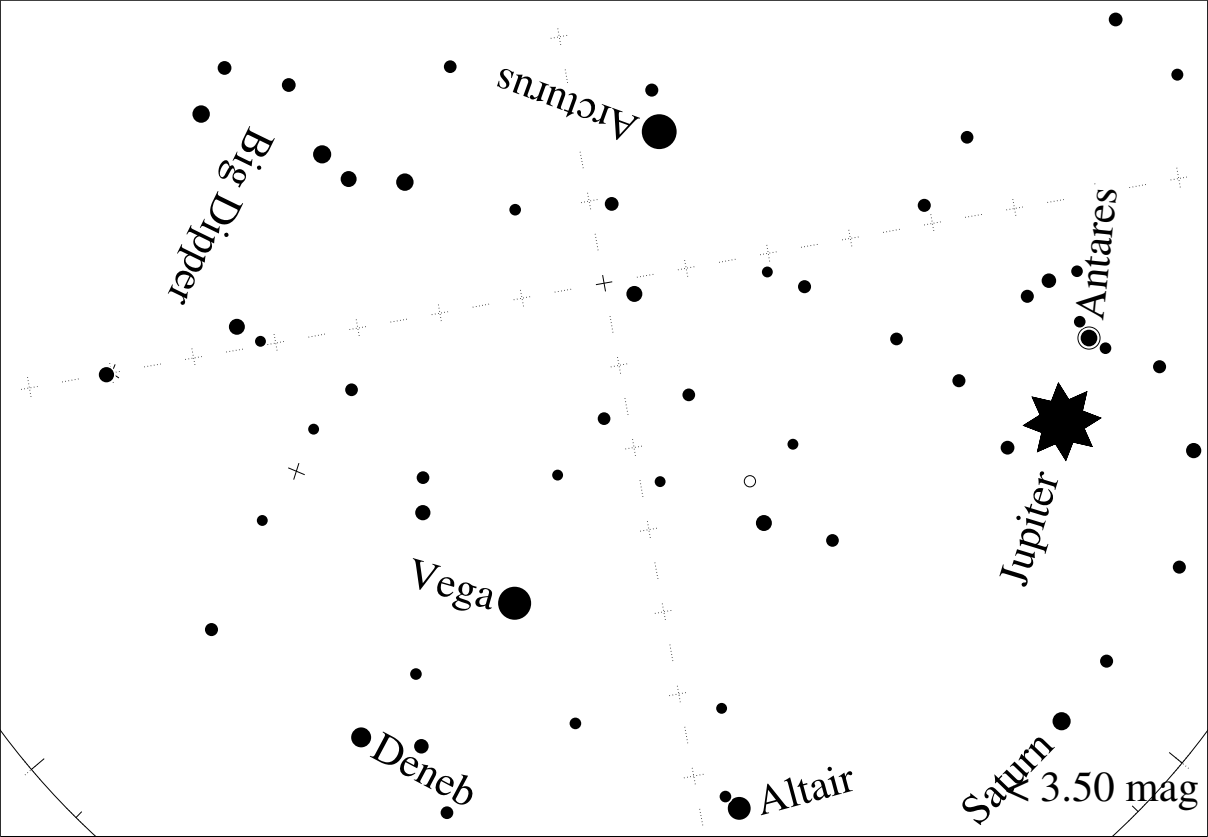 Arcturus
Big Dipper
Antares
Jupiter
Vega
Deneb
Altair
Saturn
< 3.50 mag